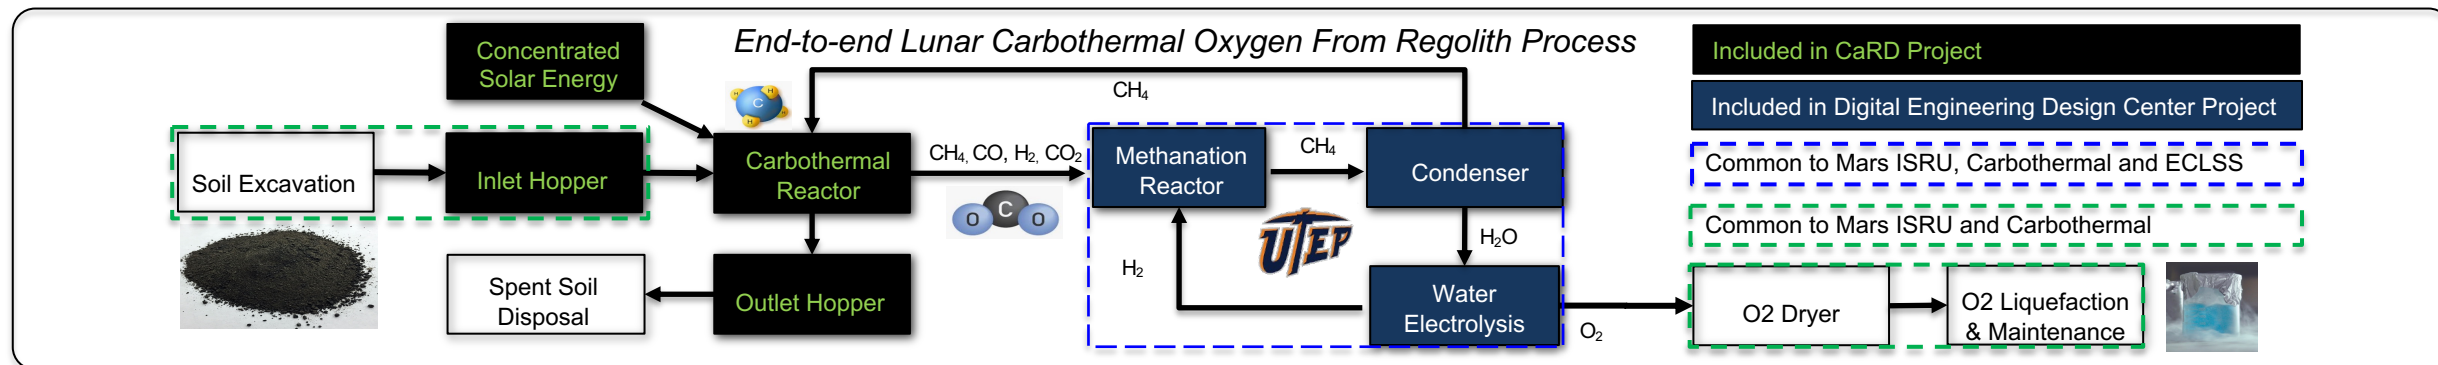 End-to-end Lunar Carbothermal Oxygen From Regolith Process
Concentrated
Solar Energy
Soil Excavation
Inlet Hopper
Carbothermal
Reactor
Outlet Hopper
Spent Soil
Disposal
H
H
C
H
H
CH₄
CH₄, CO, H₂, CO₂
O
C
O
Methanation
Reactor
CH₄
Condenser
UTEP
H₂
H₂O
Water
Electrolysis
O₂
O2 Dryer
O2 Liquefaction
& Maintenance
Included in CaRD Project
Included in Digital Engineering Design Center Project
Common to Mars ISRU, Carbothermal and ECLSS
Common to Mars ISRU and Carbothermal